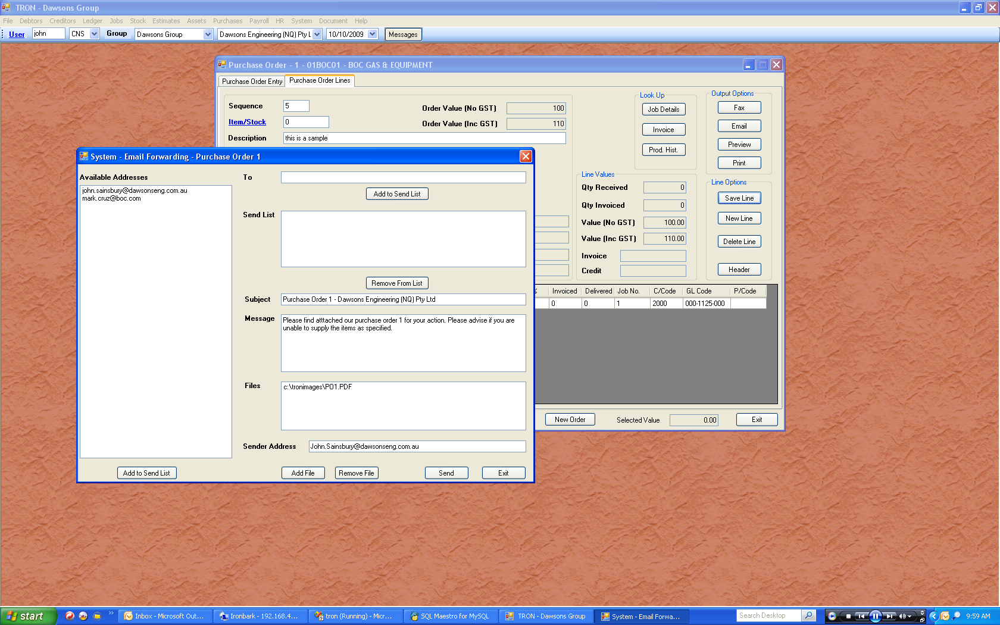 TRON - Dawsons Group
File Debtors Creditors Ledger Jobs Stock Estimates Assets Purchases Payroll HR System Document Help
User john CNS Group Dawsons Group Dawsons Engineering (NQ) Pty L 10/10/2009 Messages
Purchase Order - 1 - 01BOC01 - BOC GAS & EQUIPMENT
Purchase Order Entry Purchase Order Lines
Sequence 5
Item/Stock 0
Description this is a sample
Order Value (No GST) 100
Order Value (Inc GST) 110
Look Up
Job Details
Invoice
Prod. Hist.
Output Options
Fax
Email
Preview
Print
Line Values
Qty Received 0
Qty Invoiced 0
Value (No GST) 100.00
Value (Inc GST) 110.00
Invoice
Credit
Line Options
Save Line
New Line
Delete Line
Header
% Invoiced Delivered Job No. C/Code GL Code P/Code
0 0 1 2000 000-1125-000
New Order Selected Value 0.00 Exit
System - Email Forwarding - Purchase Order 1
Available Addresses
john.sainsbury@dawsonseng.com.au
mark.cruz@boc.com
Add to Send List
To
Add to Send List
Send List
Remove From List
Subject Purchase Order 1 - Dawsons Engineering (NQ) Pty Ltd
Message Please find atttached our purchase order 1 for your action. Please advise if you are
unable to supply the items as specified.
Files c:\tronimages\PO1.PDF
Sender Address John.Sainsbury@dawsonseng.com.au
Add File Remove File Send Exit
start Inbox - Microsoft Out... Ironbark - 192.168.4... tron (Running) - Micr... SQL Maestro for MySQL TRON - Dawsons Group System - Email Forwa... Search Desktop 9:59 AM